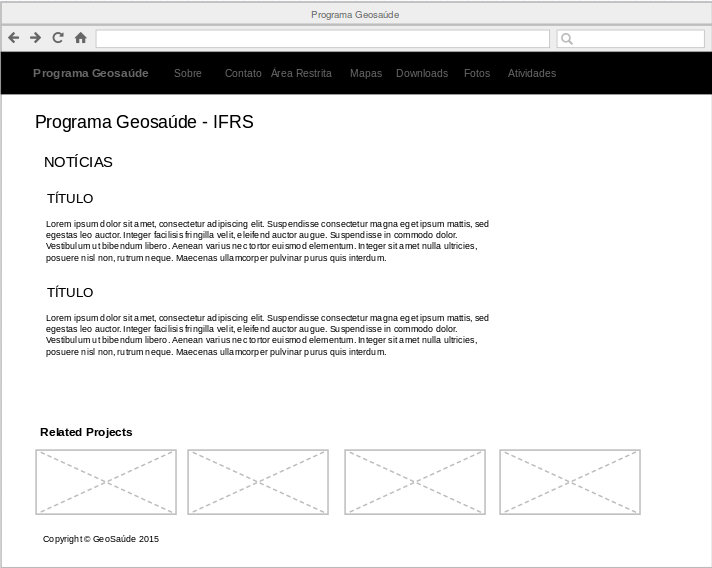 Programa Geosaúde
Programa Geosaúde Sobre Contato Área Restrita Mapas Downloads Fotos Atividades
Programa Geosaúde - IFRS
NOTÍCIAS
TÍTULO
Lorem ipsum dolor sit amet, consectetur adipiscing elit. Suspendisse consectetur magna eget ipsum mattis, sed
egestas leo auctor. Integer facilisis fringilla velit, eleifend auctor augue. Suspendisse in commodo dolor.
Vestibulum ut bibendum libero. Aenean varius nec tortor euismod elementum. Integer sit amet nulla ultricies,
posuere nisl non, rutrum neque. Maecenas ullamcorper pulvinar purus quis interdum.
TÍTULO
Lorem ipsum dolor sit amet, consectetur adipiscing elit. Suspendisse consectetur magna eget ipsum mattis, sed
egestas leo auctor. Integer facilisis fringilla velit, eleifend auctor augue. Suspendisse in commodo dolor.
Vestibulum ut bibendum libero. Aenean varius nec tortor euismod elementum. Integer sit amet nulla ultricies,
posuere nisl non, rutrum neque. Maecenas ullamcorper pulvinar purus quis interdum.
Related Projects
Copyright © GeoSaúde 2015